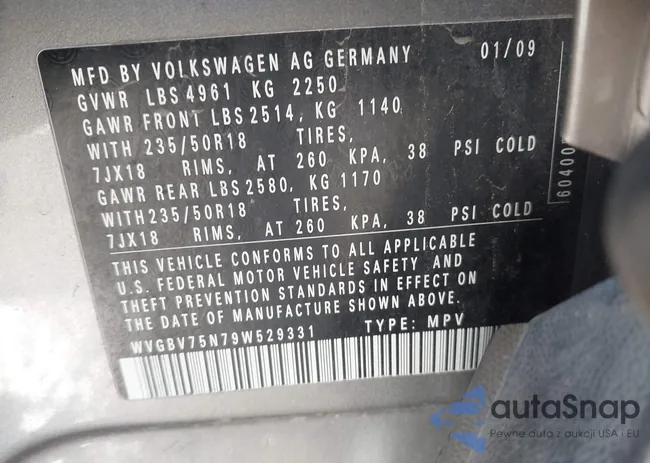 MFD BY VOLKSWAGEN AG GERMANY 01/09
GVWR LBS 4961 KG 2250
GAWR FRONT LBS 2514, KG 1140
WITH 235/50R18 TIRES,
7JX18 RIMS, AT 260 KPA, 38 PSI COLD
GAWR REAR LBS 2580, KG 1170
WITH235/50R18 TIRES,
7JX18 RIMS, AT 260 KPA, 38 PSI COLD
THIS VEHICLE CONFORMS TO ALL APPLICABLE
U.S. FEDERAL MOTOR VEHICLE SAFETY AND
THEFT PREVENTION STANDARDS IN EFFECT ON
THE DATE OF MANUFACTURE SHOWN ABOVE.
WVGBV75N79W529331 TYPE: MPV
autaSnap
Pewne auta z aukcji USA i EU